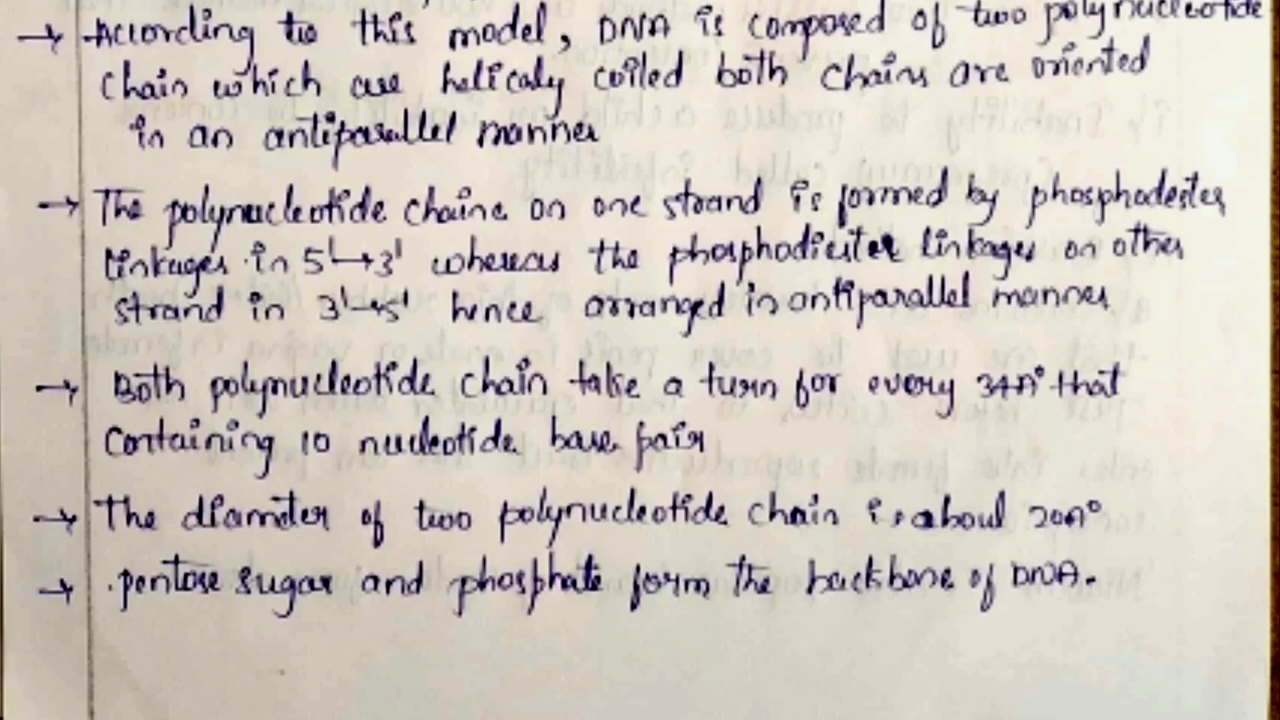 → According to this model, DNA is composed of two polynucleotide
chain which are helicaly coiled both chains are oriented
in an antiparallel manner
→ The polynucleotide chaine on one strand is formed by phosphodeister
linkages in 5'→3' whereas the phosphodiester linkages on other
strand in 3'→5' hence arranged in antiparallel manner
→ Both polynucleotide chain take a turn for every 34A° that
Containing 10 nucleotide base pair
→ The diameter of two polynucleotide chain is about 20A°
→ .pentose sugar and phosphate form the backbone of DNA.